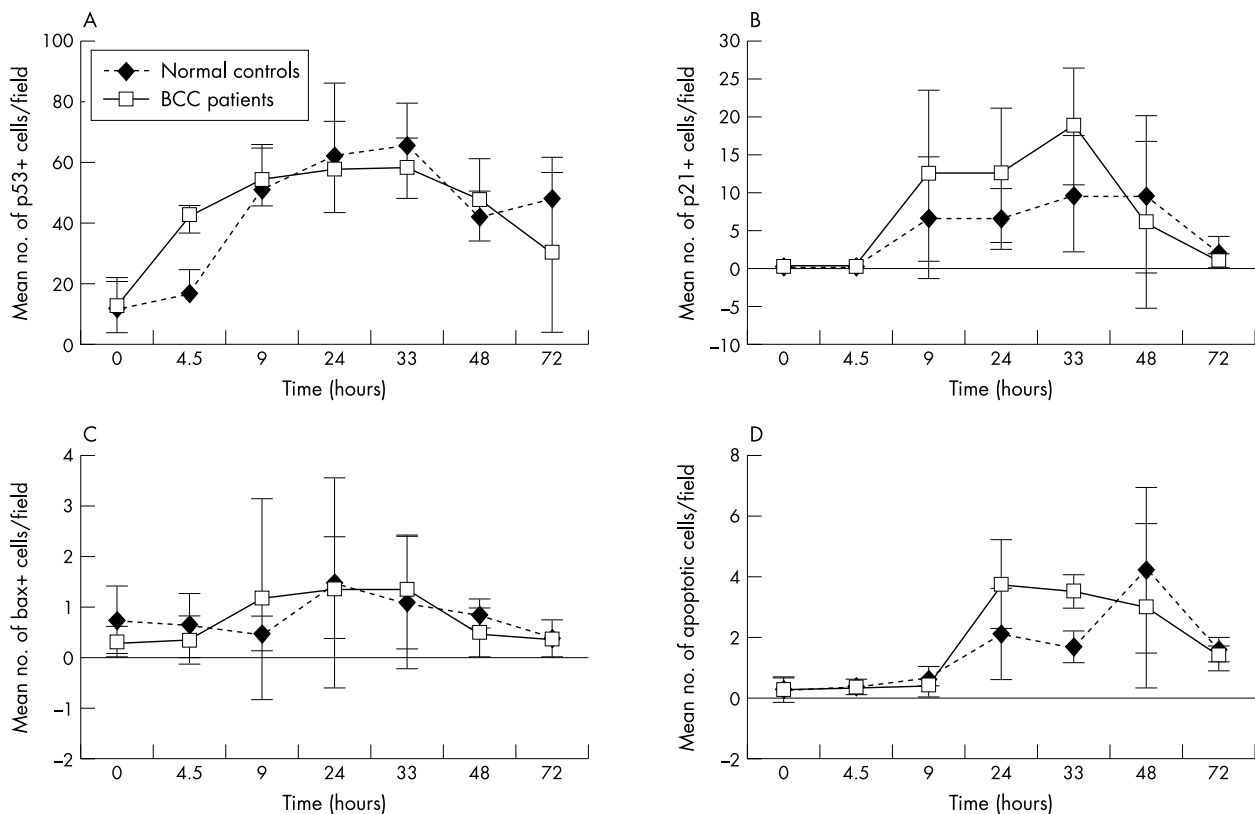 A
Mean no. of p53+ cells/field
100
80
60
40
20
0
Normal controls
BCC patients
0 4.5 9 24 33 48 72
Time (hours)
B
Mean no. of p21+ cells/field
30
25
20
15
10
5
0
–5
–10
0 4.5 9 24 33 48 72
Time (hours)
C
Mean no. of bax+ cells/field
4
3
2
1
0
–1
–2
0 4.5 9 24 33 48 72
Time (hours)
D
Mean no. of apoptotic cells/field
8
6
4
2
0
–2
0 4.5 9 24 33 48 72
Time (hours)